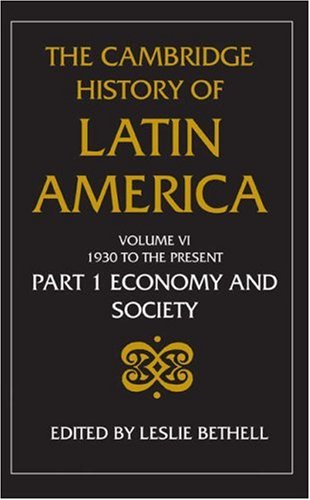 THE CAMBRIDGE
HISTORY OF
LATIN
AMERICA
VOLUME VI
1930 TO THE PRESENT
PART 1 ECONOMY AND
SOCIETY
EDITED BY LESLIE BETHELL